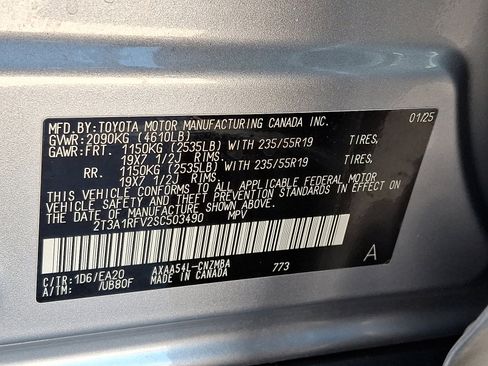 MFD.BY:TOYOTA MOTOR MANUFACTURING CANADA INC. 01/25
GVWR:2090KG (4610LB)
GAWR:FRT. 1150KG (2535LB) WITH 235/55R19 TIRES,
19X7 1/2J RIMS.
RR. 1150KG (2535LB) WITH 235/55R19 TIRES,
19X7 1/2J RIMS.
THIS VEHICLE CONFORMS TO ALL APPLICABLE FEDERAL MOTOR
VEHICLE SAFETY AND THEFT PREVENTION STANDARDS IN EFFECT ON
THE DATE OF MANUFACTURE SHOWN ABOVE.
2T3A1RFV2SC503490 MPV
A
C/TR:1D6/EA20 AXAA54L-CNZMBA 773
A/TM: /UB80F MADE IN CANADA